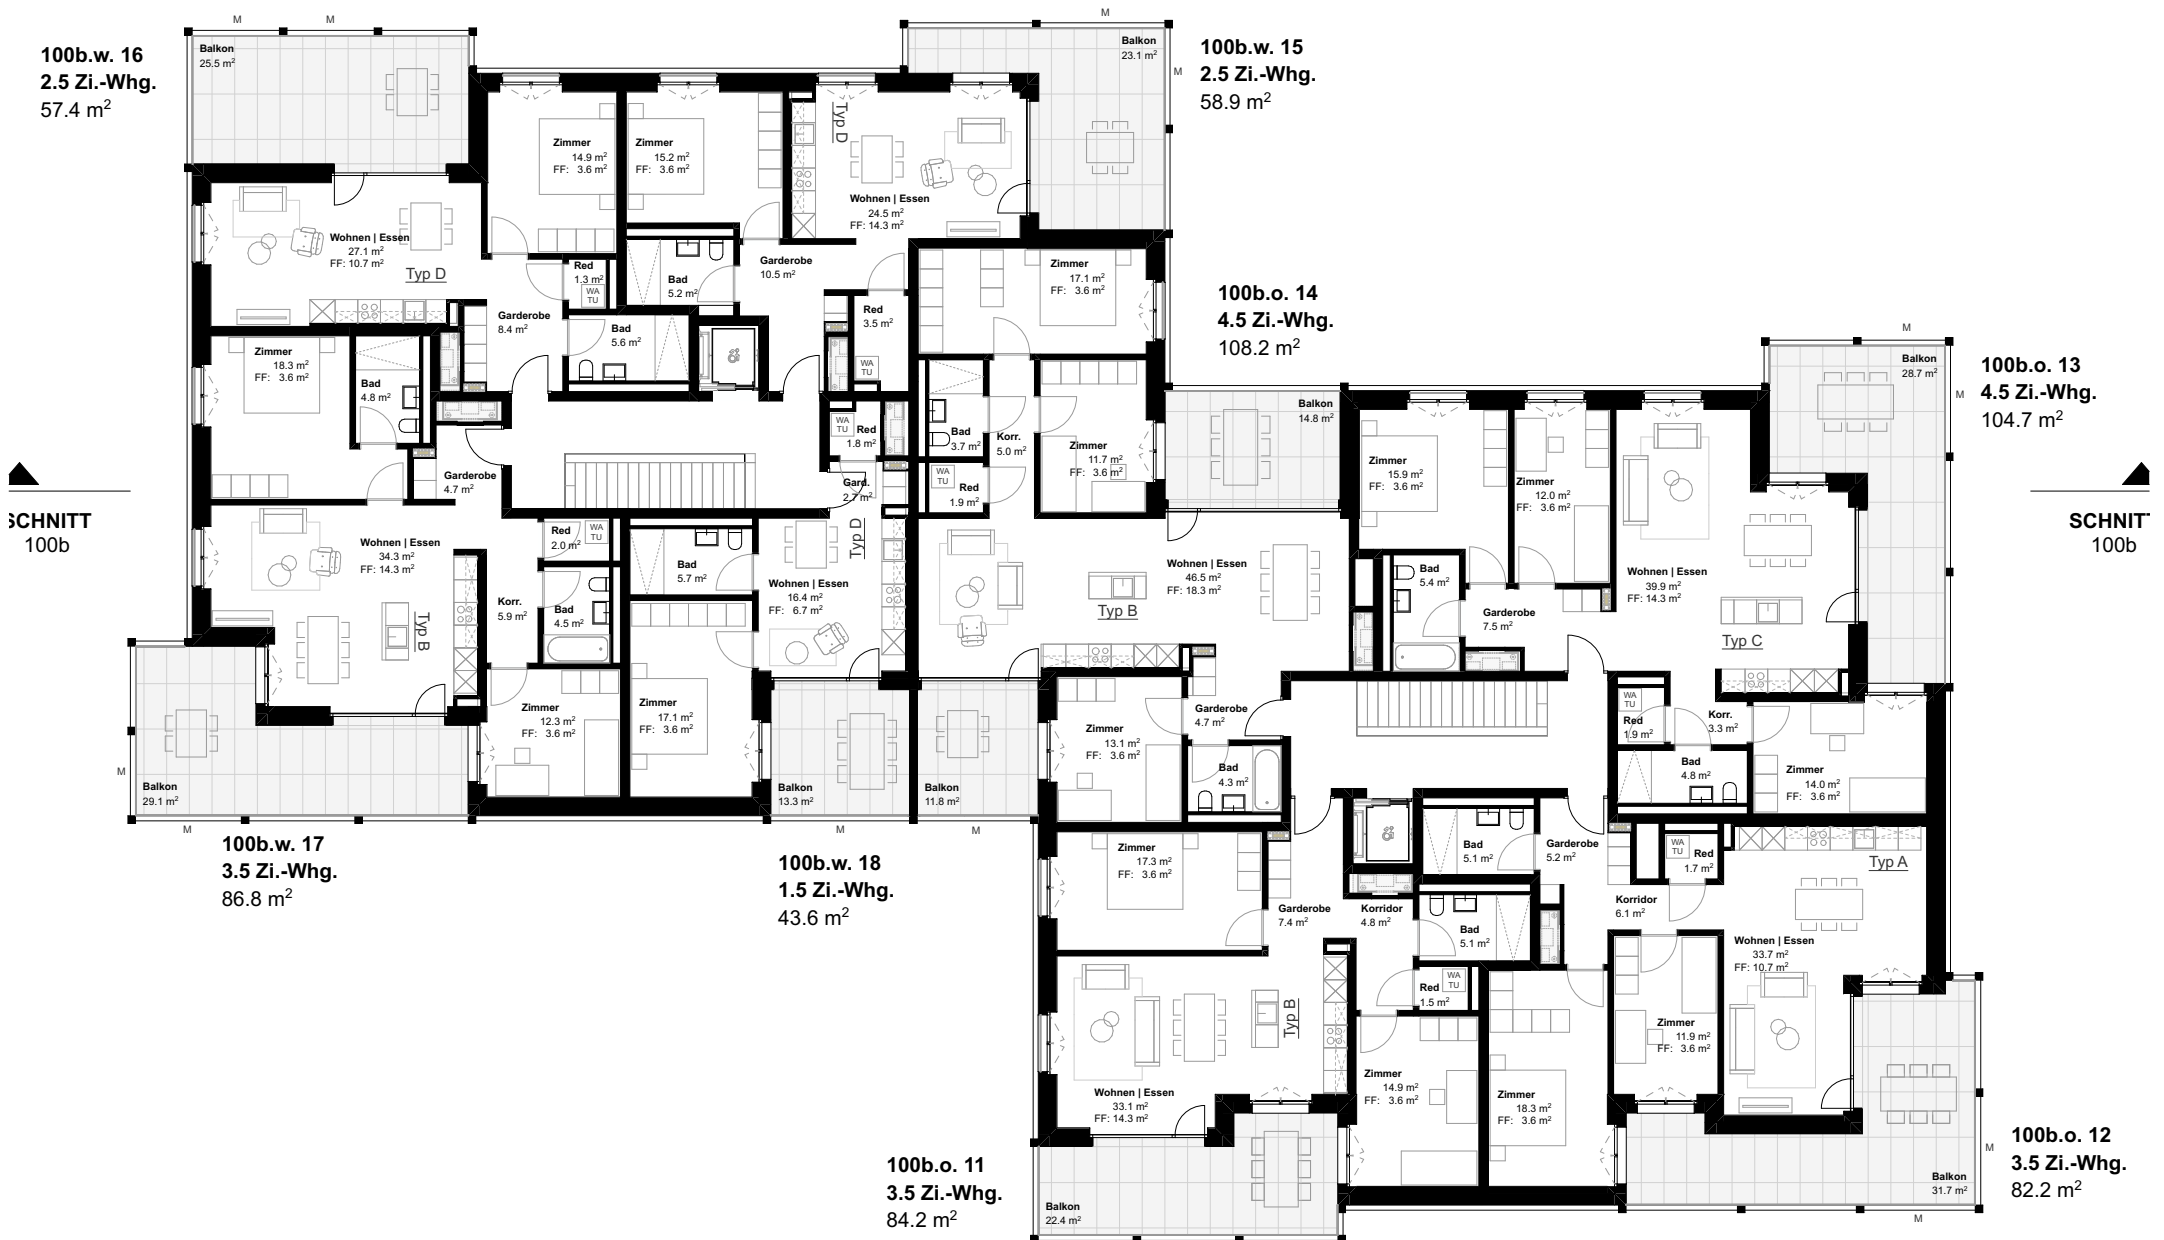 M
M
Balkon
25.5 m²
100b.w. 16
2.5 Zi.-Whg.
57.4 m²
M
Balkon
23.1 m²
M
100b.w. 15
2.5 Zi.-Whg.
58.9 m²
Wohnen | Essen
27.1 m²
FF: 10.7 m²
Typ D
Zimmer
14.9 m²
FF: 3.6 m²
Zimmer
15.2 m²
FF: 3.6 m²
Typ D
Wohnen | Essen
24.5 m²
FF: 14.3 m²
Red
1.3 m²
WA
TU
Garderobe
8.4 m²
Bad
5.6 m²
Bad
5.2 m²
Garderobe
10.5 m²
Red
3.5 m²
WA
TU
Zimmer
17.1 m²
FF: 3.6 m²
100b.o. 14
4.5 Zi.-Whg.
108.2 m²
M
Balkon
28.7 m²
M
100b.o. 13
4.5 Zi.-Whg.
104.7 m²
Zimmer
18.3 m²
FF: 3.6 m²
Bad
4.8 m²
Garderobe
4.7 m²
WA
TU
Red
1.8 m²
Gard.
2.7 m²
Bad
3.7 m²
Korr.
5.0 m²
WA
TU
Red
1.9 m²
Zimmer
11.7 m²
FF: 3.6 m²
Balkon
14.8 m²
Zimmer
15.9 m²
FF: 3.6 m²
Zimmer
12.0 m²
FF: 3.6 m²
SCHNITT
100b
SCHNITT
100b
Wohnen | Essen
34.3 m²
FF: 14.3 m²
Typ B
Red
2.0 m²
WA
TU
Korr.
5.9 m²
Bad
4.5 m²
Bad
5.7 m²
Typ D
Wohnen | Essen
16.4 m²
FF: 6.7 m²
Wohnen | Essen
46.5 m²
FF: 18.3 m²
Typ B
Bad
5.4 m²
Garderobe
7.5 m²
Wohnen | Essen
39.9 m²
FF: 14.3 m²
Typ C
Zimmer
12.3 m²
FF: 3.6 m²
Zimmer
17.1 m²
FF: 3.6 m²
M
Balkon
29.1 m²
M
Balkon
13.3 m²
M
Balkon
11.8 m²
M
Zimmer
13.1 m²
FF: 3.6 m²
Garderobe
4.7 m²
Bad
4.3 m²
WA
TU
Red
1.9 m²
Korr.
3.3 m²
Bad
4.8 m²
Zimmer
14.0 m²
FF: 3.6 m²
100b.w. 17
3.5 Zi.-Whg.
86.8 m²
100b.w. 18
1.5 Zi.-Whg.
43.6 m²
Zimmer
17.3 m²
FF: 3.6 m²
Garderobe
7.4 m²
Korridor
4.8 m²
Bad
5.1 m²
Bad
5.1 m²
Garderobe
5.2 m²
WA
TU
Red
1.7 m²
Typ A
Korridor
6.1 m²
Wohnen | Essen
33.7 m²
FF: 10.7 m²
Red
1.5 m²
WA
TU
Typ B
Wohnen | Essen
33.1 m²
FF: 14.3 m²
Zimmer
14.9 m²
FF: 3.6 m²
Zimmer
18.3 m²
FF: 3.6 m²
Zimmer
11.9 m²
FF: 3.6 m²
100b.o. 11
3.5 Zi.-Whg.
84.2 m²
Balkon
22.4 m²
Balkon
31.7 m²
M
M
100b.o. 12
3.5 Zi.-Whg.
82.2 m²